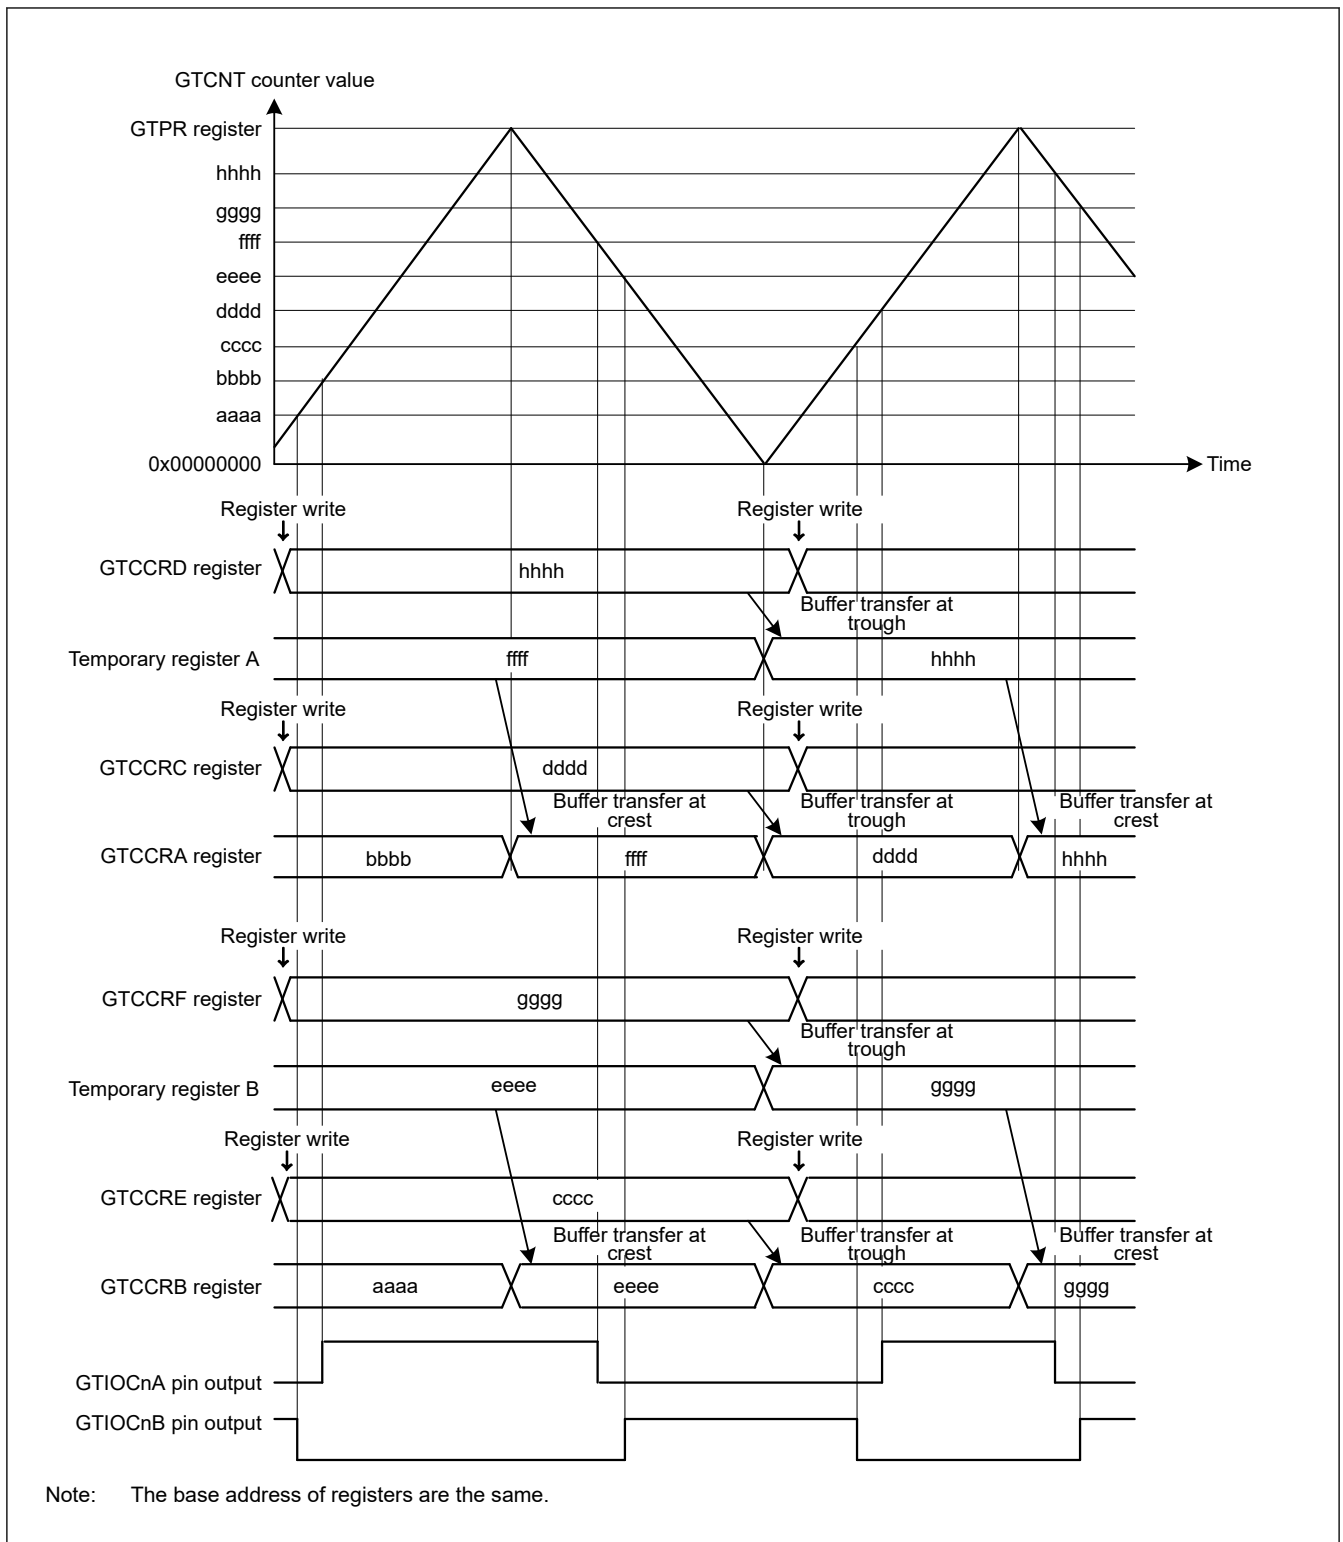 GTCNT counter value
GTPR register
hhhh
gggg
ffff
eeee
dddd
cccc
bbbb
aaaa
0x00000000
Time
Register write
Register write
GTCCRD register
hhhh
Buffer transfer at
trough
Temporary register A
ffff
hhhh
Register write
Register write
GTCCRC register
dddd
Buffer transfer at
crest
Buffer transfer at
trough
Buffer transfer at
crest
GTCCRA register
bbbb
ffff
dddd
hhhh
Register write
Register write
GTCCRF register
gggg
Buffer transfer at
trough
Temporary register B
eeee
gggg
Register write
Register write
GTCCRE register
cccc
Buffer transfer at
crest
Buffer transfer at
trough
Buffer transfer at
crest
GTCCRB register
aaaa
eeee
cccc
gggg
GTIOCnA pin output
GTIOCnB pin output
Note: The base address of registers are the same.